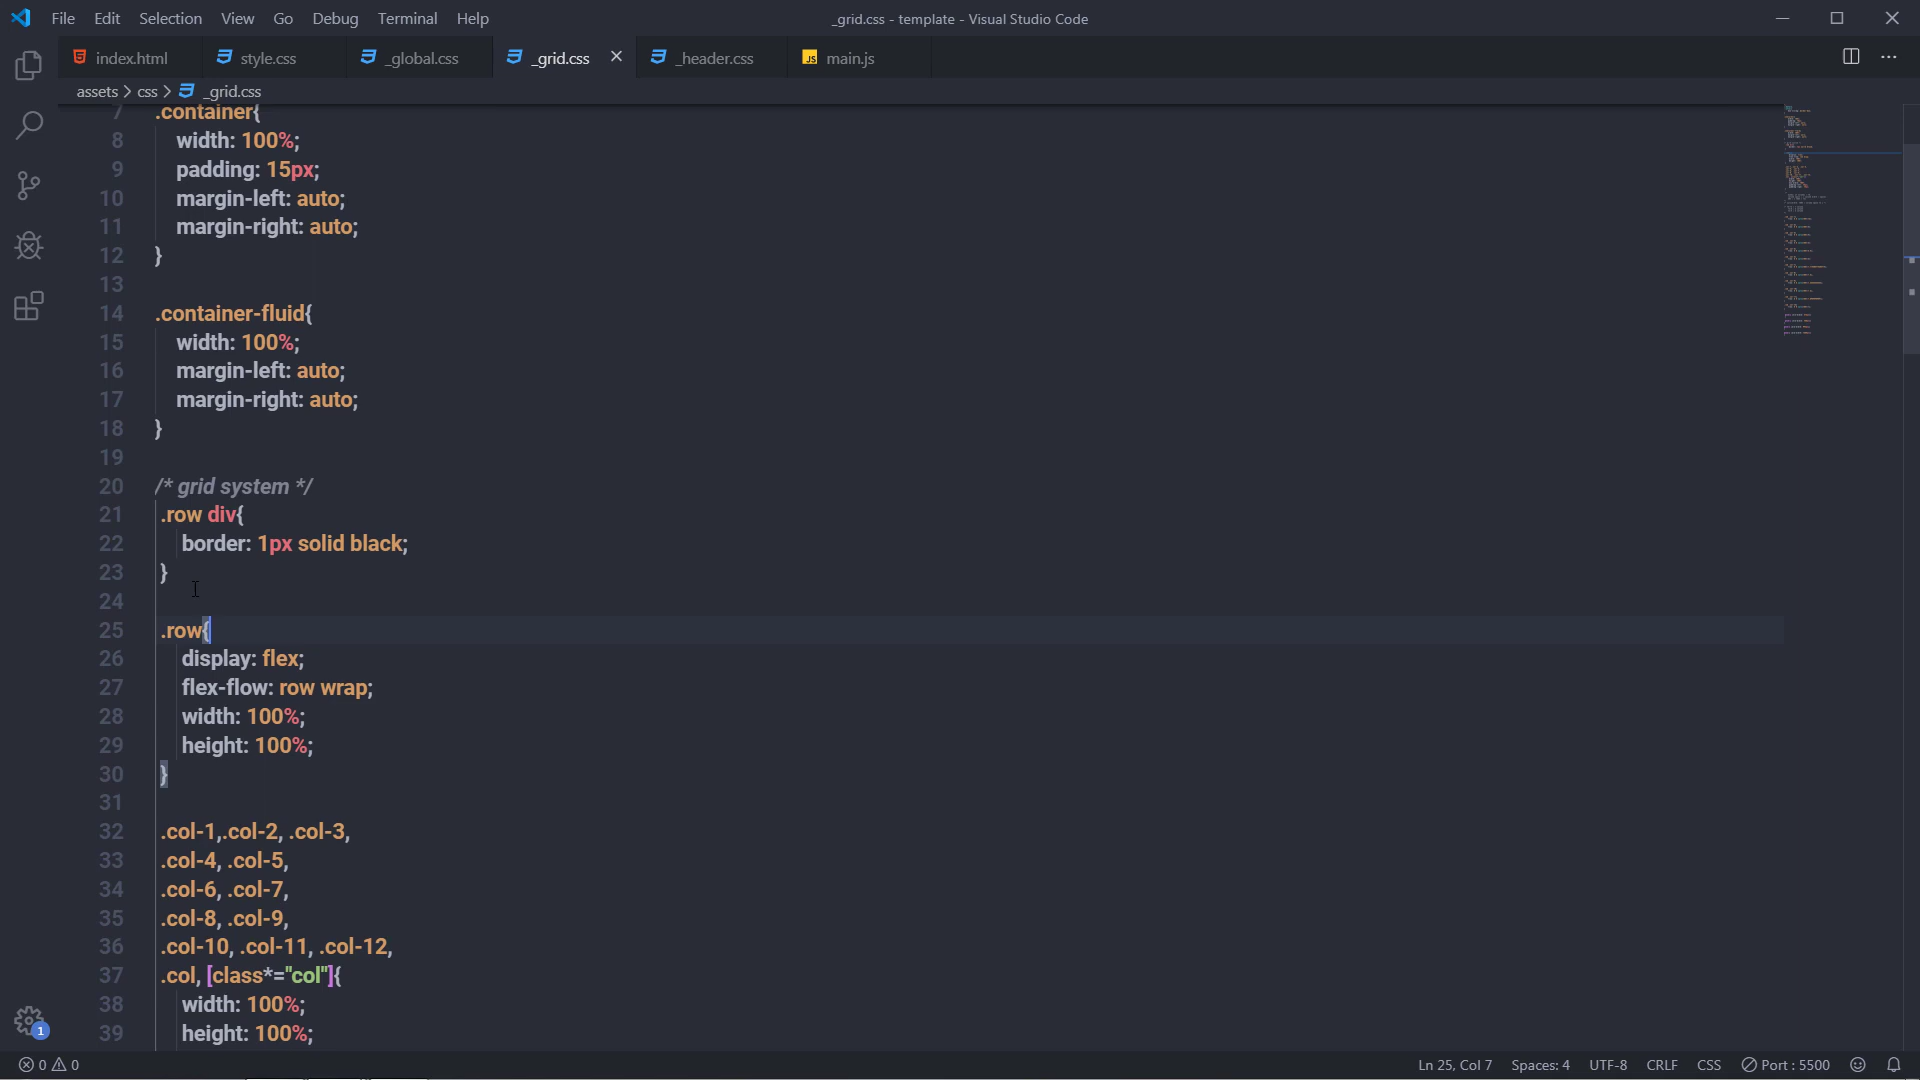 File Edit Selection View Go Debug Terminal Help
_grid.css - template - Visual Studio Code
index.html style.css _global.css _grid.css _header.css JS main.js
assets > css > _grid.css
7 .container{
8 width: 100%;
9 padding: 15px;
10 margin-left: auto;
11 margin-right: auto;
12 }
13
14 .container-fluid{
15 width: 100%;
16 margin-left: auto;
17 margin-right: auto;
18 }
19
20 /* grid system */
21 .row div{
22 border: 1px solid black;
23 }
24
25 .row{
26 display: flex;
27 flex-flow: row wrap;
28 width: 100%;
29 height: 100%;
30 }
31
32 .col-1,.col-2, .col-3,
33 .col-4, .col-5,
34 .col-6, .col-7,
35 .col-8, .col-9,
36 .col-10, .col-11, .col-12,
37 .col, [class*="col"]{
38 width: 100%;
39 height: 100%;
1
0 0 Ln 25, Col 7 Spaces: 4 UTF-8 CRLF CSS Port : 5500